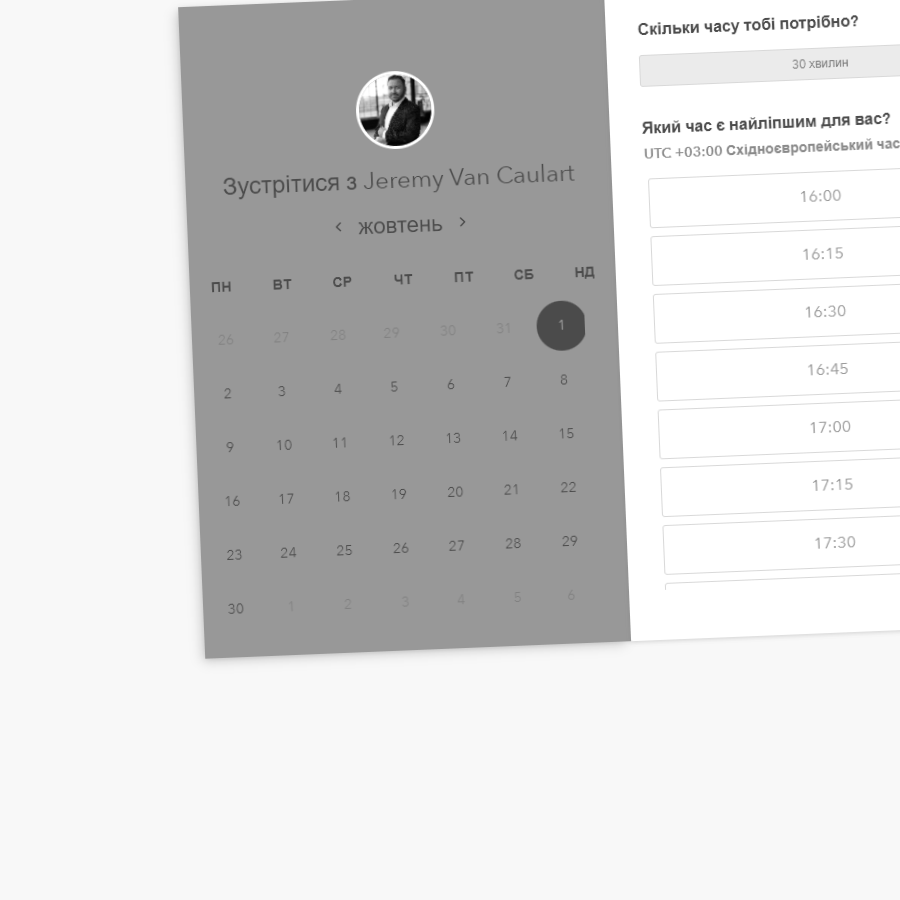 Зустрітися з Jeremy Van Caulart
‹ жовтень ›
ПН ВТ СР ЧТ ПТ СБ НД
26 27 28 29 30 31 1
2 3 4 5 6 7 8
9 10 11 12 13 14 15
16 17 18 19 20 21 22
23 24 25 26 27 28 29
30 1 2 3 4 5 6
Скільки часу тобі потрібно?
30 хвилин
Який час є найліпшим для вас?
UTC +03:00 Східноєвропейський час
16:00
16:15
16:30
16:45
17:00
17:15
17:30